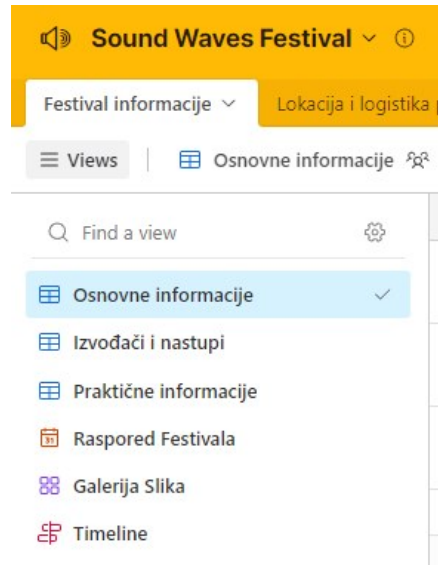 Sound Waves Festival
Festival informacije Lokacija i logistika
Views Osnovne informacije
Find a view
Osnovne informacije
31
Izvođači i nastupi
Praktične informacije
Raspored Festivala
Galerija Slika
Timeline